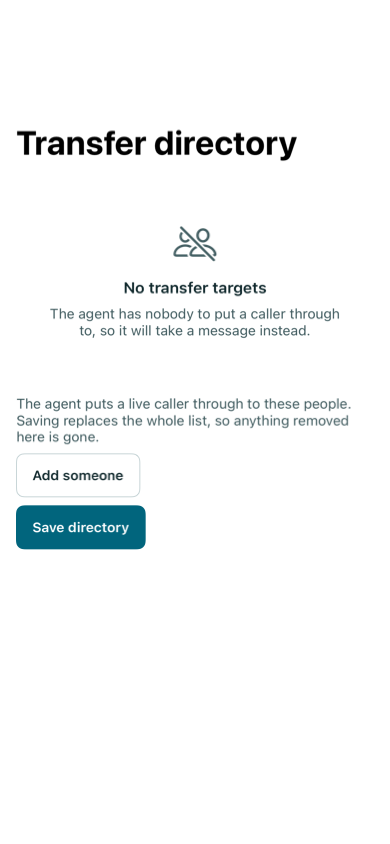 Transfer directory
No transfer targets
The agent has nobody to put a caller through
to, so it will take a message instead.
The agent puts a live caller through to these people.
Saving replaces the whole list, so anything removed
here is gone.
Add someone
Save directory